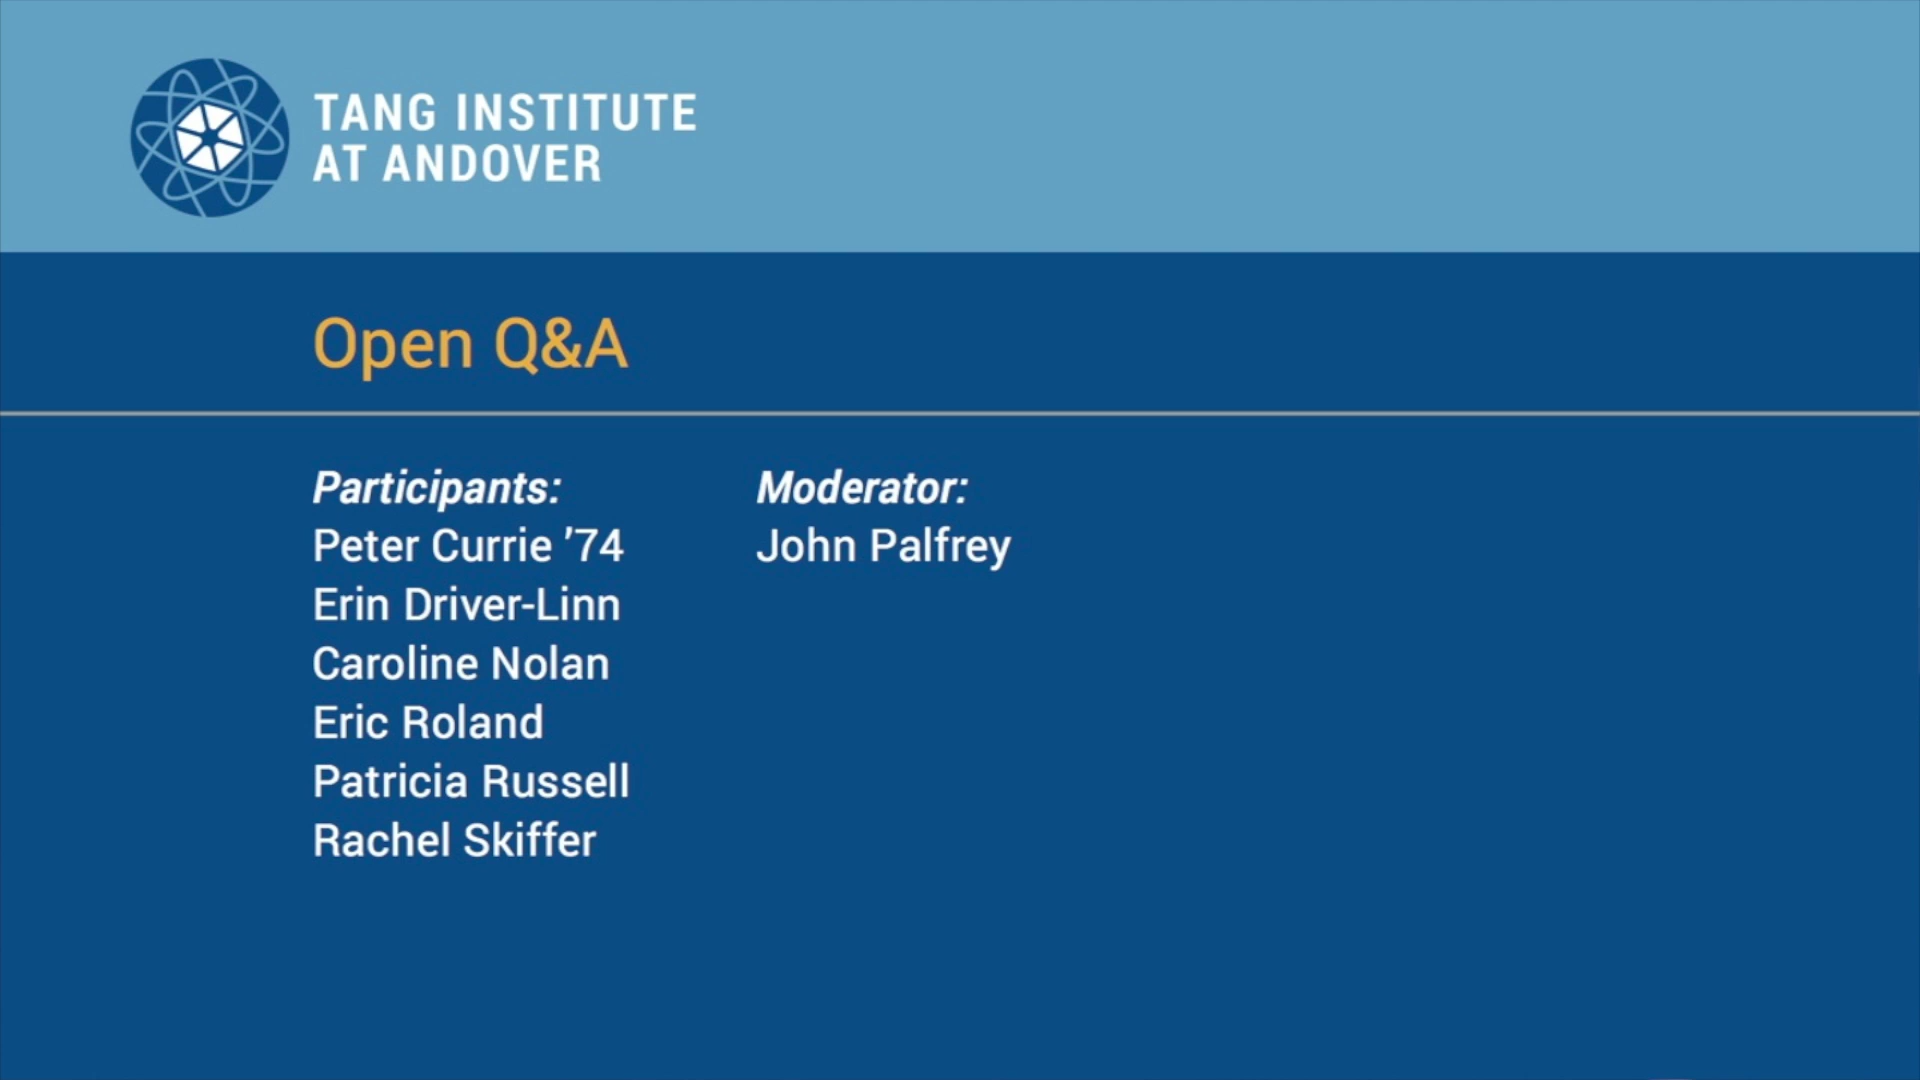 TANG INSTITUTE
AT ANDOVER
Open Q&A
Participants:
Peter Currie ’74
Erin Driver-Linn
Caroline Nolan
Eric Roland
Patricia Russell
Rachel Skiffer
Moderator:
John Palfrey